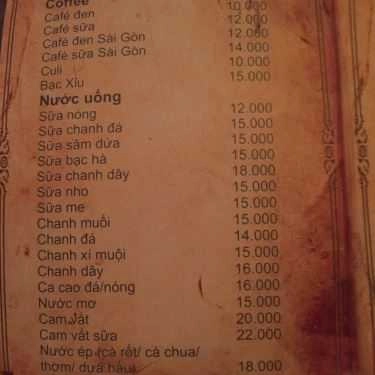 Coffee
Café đen 10.000
Café sữa 12.000
Café đen Sài Gòn 12.000
Café sữa Sài Gòn 14.000
Culi 10.000
Bạc Xỉu 15.000
Nước uống
Sữa nóng 12.000
Sữa chanh đá 15.000
Sữa sâm dứa 15.000
Sữa bạc hà 15.000
Sữa chanh dây 18.000
Sữa nho 15.000
Sữa me 15.000
Chanh muối 15.000
Chanh đá 14.000
Chanh xí muội 15.000
Chanh dây 16.000
Ca cao đá/nóng 16.000
Nước mơ 15.000
Cam vắt 20.000
Cam vắt sữa 22.000
Nước ép /cà rốt/ cà chua/
thơm/ dưa hấu 18.000